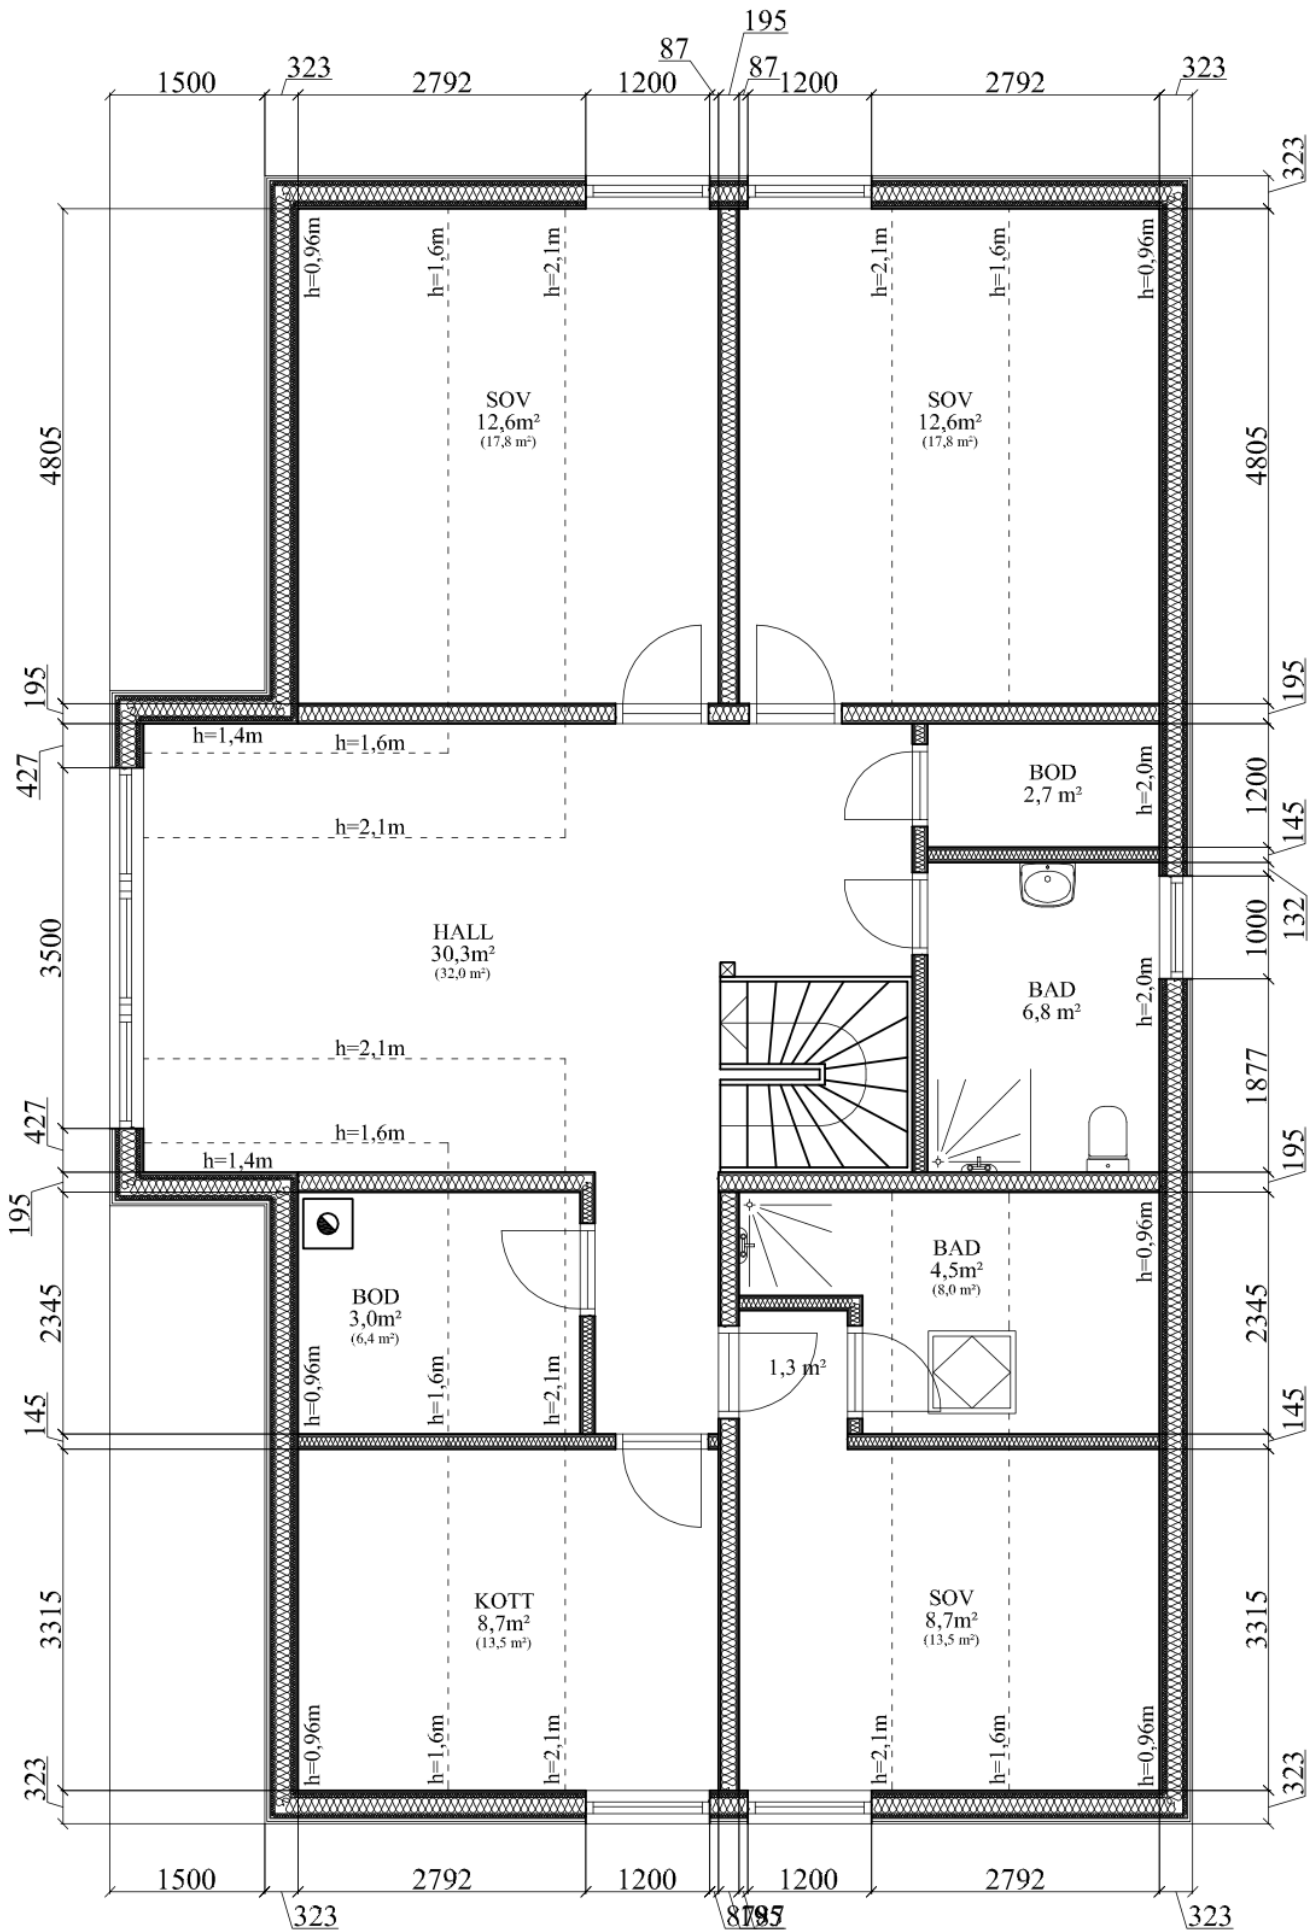 195
87
87
1500
323
2792
1200
1200
2792
323
323
h=0,96m
h=1,6m
h=2,1m
h=2,1m
h=1,6m
h=0,96m
SOV
12,6m²
(17,8 m²)
SOV
12,6m²
(17,8 m²)
4805
4805
195
195
427
h=1,4m
h=1,6m
h=2,1m
BOD
2,7 m²
h=2,0m
1200
145
132
3500
HALL
30,3m²
(32,0 m²)
1000
BAD
6,8 m²
h=2,0m
h=2,1m
1877
427
h=1,6m
h=1,4m
195
195
BAD
4,5m²
(8,0 m²)
h=0,96m
2345
BOD
3,0m²
(6,4 m²)
2345
1,3 m²
h=0,96m
h=1,6m
h=2,1m
145
145
3315
KOTT
8,7m²
(13,5 m²)
SOV
8,7m²
(13,5 m²)
3315
h=0,96m
h=1,6m
h=2,1m
h=2,1m
h=1,6m
h=0,96m
323
323
1500
2792
1200
1200
2792
323
323